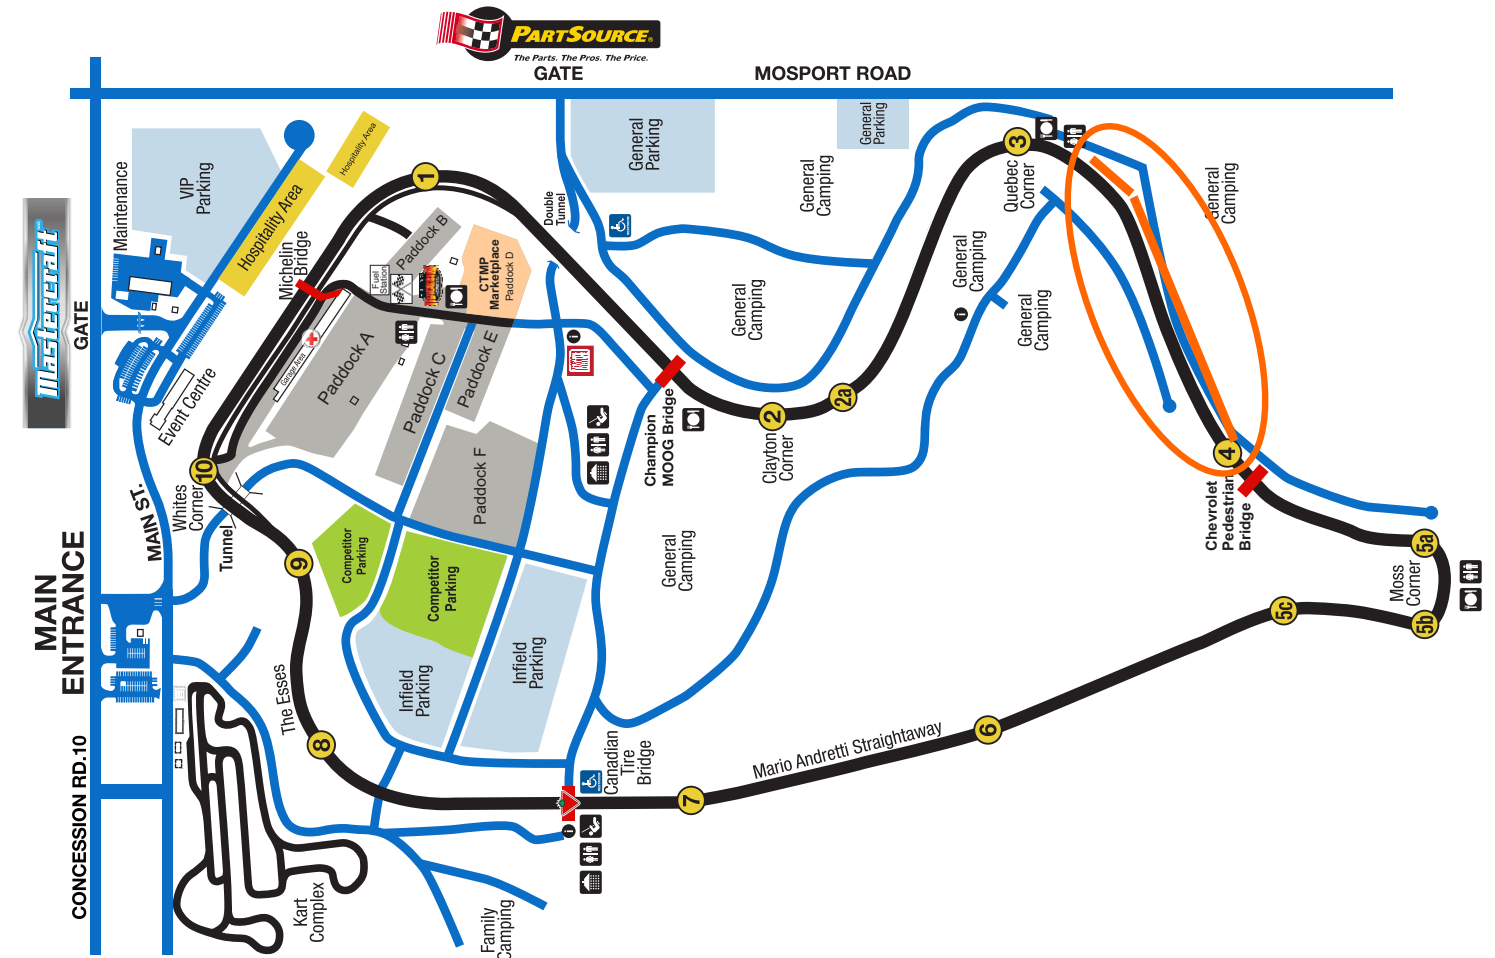 PARTSOURCE®
The Parts. The Pros. The Price.
GATE
MOSPORT ROAD
Mastercraft
GATE
Maintenance
VIP
Parking
Hospitality Area
Hospitality Area
Michelin
Bridge
Event Centre
MAIN ST.
MAIN
ENTRANCE
CONCESSION RD.10
Whites
Corner
Tunnel
10
1
Paddock B
Fuel
Station
CTMP
Marketplace
Paddock D
Garage Area
Paddock A
Paddock C
Paddock E
Paddock F
Double
Tunnel
General
Parking
General
Parking
General
Camping
General
Camping
3
Quebec
Corner
General
Camping
General
Camping
General
Camping
i
i
Champion
MOOG Bridge
2
Clayton
Corner
2a
4
Chevrolet
Pedestrian
Bridge
5a
Moss
Corner
5b
5c
General
Camping
9
Competitor
Parking
Competitor
Parking
Infield
Parking
Infield
Parking
The Esses
8
Canadian
Tire
Bridge
i
7
Mario Andretti Straightaway
6
Kart
Complex
Family
Camping